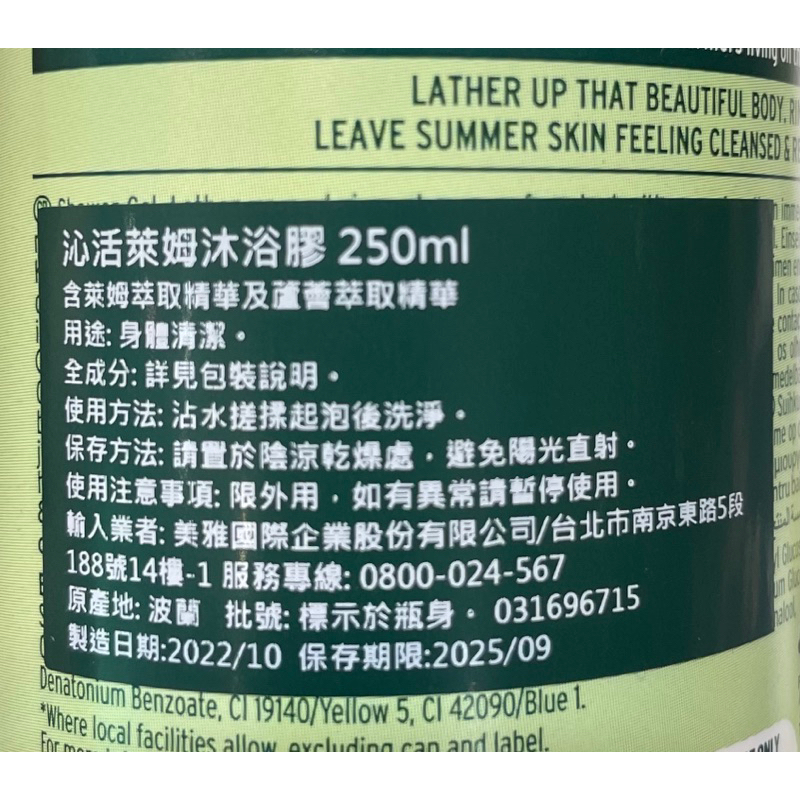 LATHER UP THAT BEAUTIFUL BODY.
LEAVE SUMMER SKIN FEELING CLEANSED &
沁活萊姆沐浴膠 250ml
含萊姆萃取精華及蘆薈萃取精華
用途: 身體清潔。
全成分: 詳見包裝說明。
使用方法: 沾水搓揉起泡後洗淨。
保存方法: 請置於陰涼乾燥處，避免陽光直射。
使用注意事項: 限外用，如有異常請暫停使用。
輸入業者: 美雅國際企業股份有限公司/台北市南京東路5段
188號14樓-1 服務專線: 0800-024-567
原產地: 波蘭 批號: 標示於瓶身。 031696715
製造日期:2022/10 保存期限:2025/09
Denatonium Benzoate, CI 19140/Yellow 5, CI 42090/Blue 1.
*Where local facilities allow, excluding cap and label.